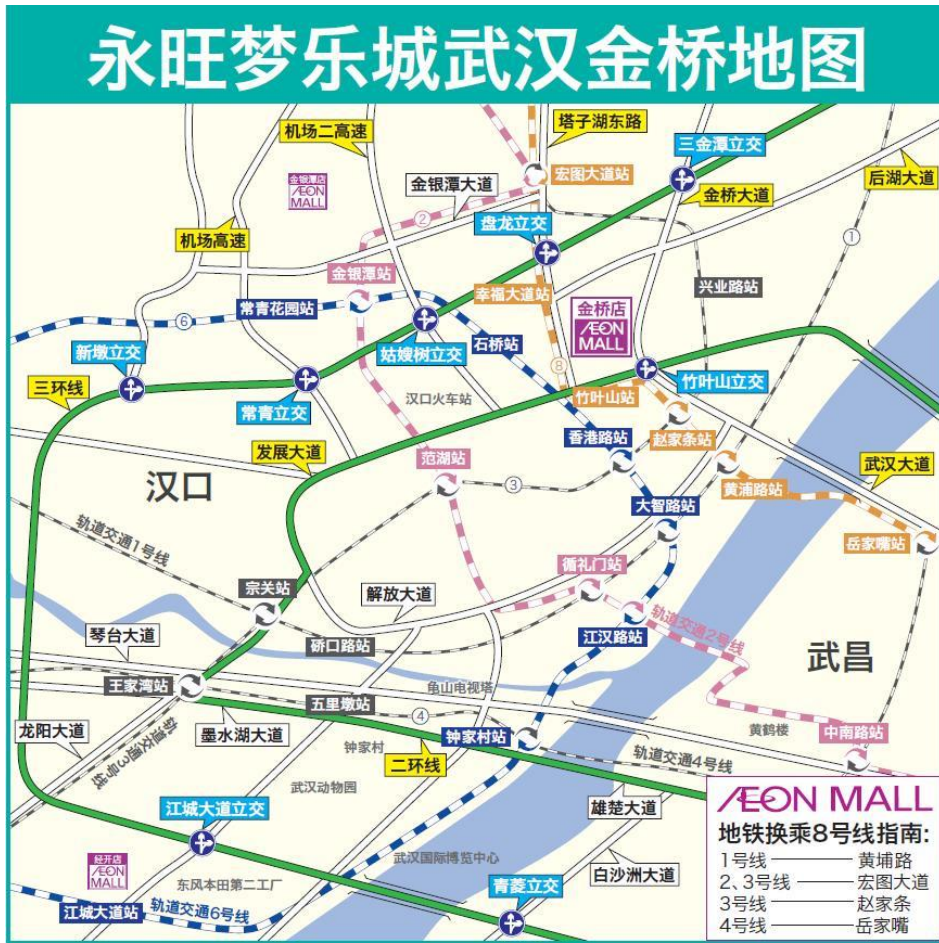 永旺梦乐城武汉金桥地图
塔子湖东路
机场二高速
三金潭立交
金银潭店
ÆON
MALL
金银潭大道
宏图大道站
金桥大道
后湖大道
机场高速
②
盘龙立交
①
金银潭站
幸福大道站
兴业路站
常青花园站
⑥
金桥店
ÆON
MALL
新墩立交
姑嫂树立交
石桥站
三环线
⑧
竹叶山立交
常青立交
汉口火车站
竹叶山站
赵家条站
发展大道
范湖站
香港路站
武汉大道
汉口
③
黄浦路站
大智路站
轨道交通1号线
岳家嘴站
宗关站
解放大道
循礼门站
琴台大道
硚口路站
江汉路站
轨道交通2号线
武昌
王家湾站
龟山电视塔
五里墩站
④
龙阳大道
墨水湖大道
钟家村
钟家村站
黄鹤楼
中南路站
轨道交通3号线
二环线
轨道交通4号线
武汉动物园
江城大道立交
雄楚大道
经开店
ÆON
MALL
武汉国际博览中心
白沙洲大道
东风本田第二工厂
青菱立交
江城大道站
轨道交通6号线
ÆON MALL
地铁换乘8号线指南:
1号线 —— 黄埔路
2、3号线 —— 宏图大道
3号线 —— 赵家条
4号线 —— 岳家嘴